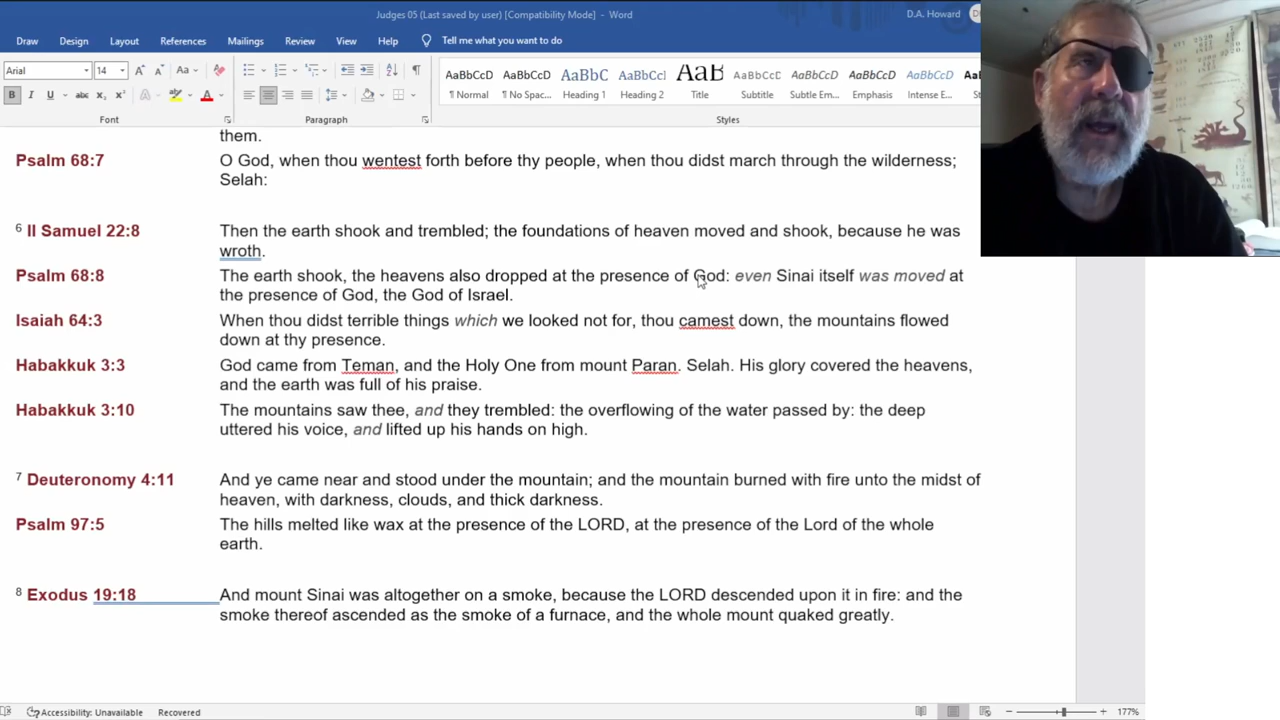 Judges 05 (Last saved by user) [Compatibility Mode] - Word
D.A. Howard
Draw Design Layout References Mailings Review View Help Tell me what you want to do
Arial 14 Aa
AaBbCcD AaBbCcD AaBbC AaBbCcI AaB AaBbCcD AaBbCcD AaBbCcD AaBbCcD
¶ Normal ¶ No Spac... Heading 1 Heading 2 Title Subtitle Subtle Em... Emphasis Intense E...
Font Paragraph Styles
them.
Psalm 68:7 O God, when thou wentest forth before thy people, when thou didst march through the wilderness;
Selah:
6 II Samuel 22:8 Then the earth shook and trembled; the foundations of heaven moved and shook, because he was
wroth.
Psalm 68:8 The earth shook, the heavens also dropped at the presence of God: even Sinai itself was moved at
the presence of God, the God of Israel.
Isaiah 64:3 When thou didst terrible things which we looked not for, thou camest down, the mountains flowed
down at thy presence.
Habakkuk 3:3 God came from Teman, and the Holy One from mount Paran. Selah. His glory covered the heavens,
and the earth was full of his praise.
Habakkuk 3:10 The mountains saw thee, and they trembled: the overflowing of the water passed by: the deep
uttered his voice, and lifted up his hands on high.
7 Deuteronomy 4:11 And ye came near and stood under the mountain; and the mountain burned with fire unto the midst of
heaven, with darkness, clouds, and thick darkness.
Psalm 97:5 The hills melted like wax at the presence of the LORD, at the presence of the Lord of the whole
earth.
8 Exodus 19:18 And mount Sinai was altogether on a smoke, because the LORD descended upon it in fire: and the
smoke thereof ascended as the smoke of a furnace, and the whole mount quaked greatly.
Accessibility: Unavailable Recovered 177%